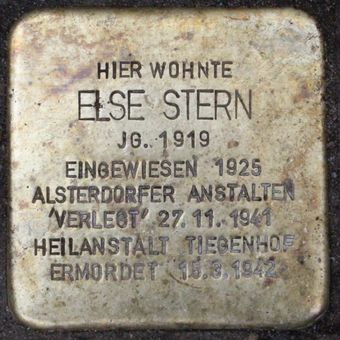 HIER WOHNTE
ELSE STERN
JG. 1919
EINGEWIESEN 1925
ALSTERDORFER ANSTALTEN
'VERLEGT' 27.11.1941
HEILANSTALT TIEGENHOF
ERMORDET 15.3.1942